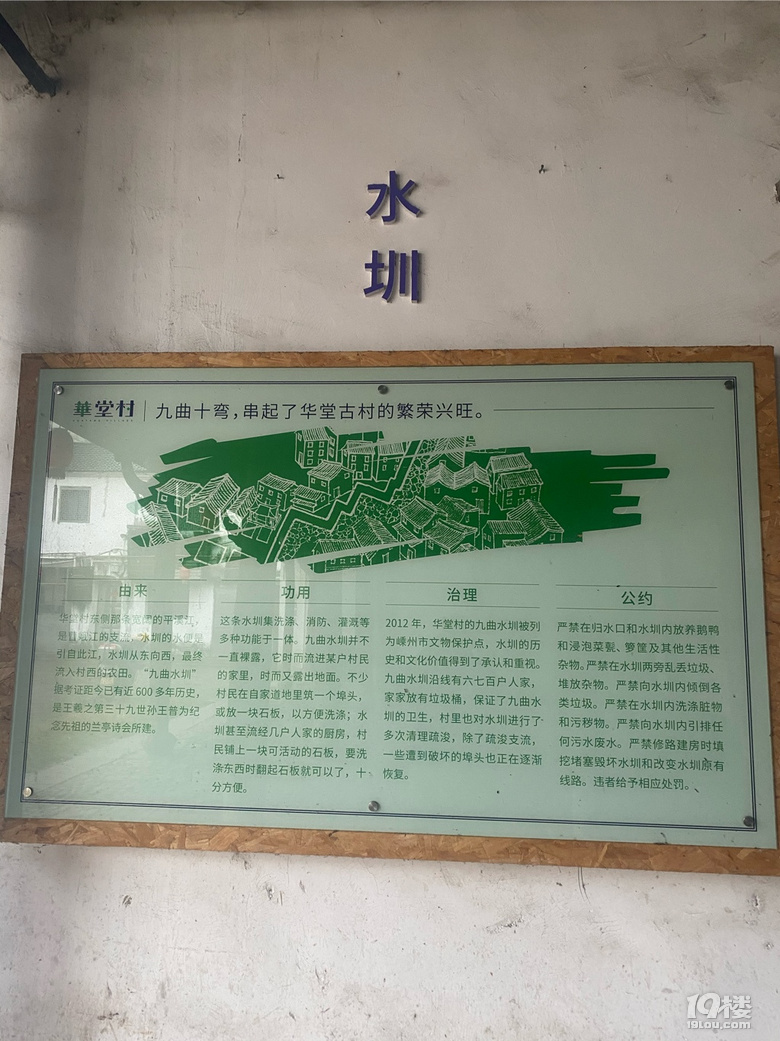 水
圳
華堂村
九曲十弯，串起了华堂古村的繁荣兴旺。
由来
华堂村东侧那条宽阔的平溪江，
是曹娥江的支流，水圳的水便是
引自此江，水圳从东向西，最终
流入村西的农田。“九曲水圳”
据考证距今已有近600多年历史，
是王羲之第三十九世孙王普为纪
念先祖的兰亭诗会所建。
功用
这条水圳集洗涤、消防、灌溉等
多种功能于一体。九曲水圳并不
一直裸露，它时而流进某户村民
的家里，时而又露出地面。不少
村民在自家道地里筑一个埠头，
或放一块石板，以方便洗涤；水
圳甚至流经几户人家的厨房，村
民铺上一块可活动的石板，要洗
涤东西时翻起石板就可以了，十
分方便。
治理
2012年，华堂村的九曲水圳被列
为嵊州市文物保护点，水圳的历
史和文化价值得到了承认和重视。
九曲水圳沿线有六七百户人家，
家家放有垃圾桶，保证了九曲水
圳的卫生，村里也对水圳进行了
多次清理疏浚，除了疏浚支流，
一些遭到破坏的埠头也正在逐渐
恢复。
公约
严禁在归水口和水圳内放养鹅鸭
和浸泡菜甏、箩筐及其他生活性
杂物。严禁在水圳两旁乱丢垃圾、
堆放杂物。严禁向水圳内倾倒各
类垃圾。严禁在水圳内洗涤脏物
和污秽物。严禁向水圳内引排任
何污水废水。严禁修路建房时填
挖堵塞毁坏水圳和改变水圳原有
线路。违者给予相应处罚。
19楼
19lou.com